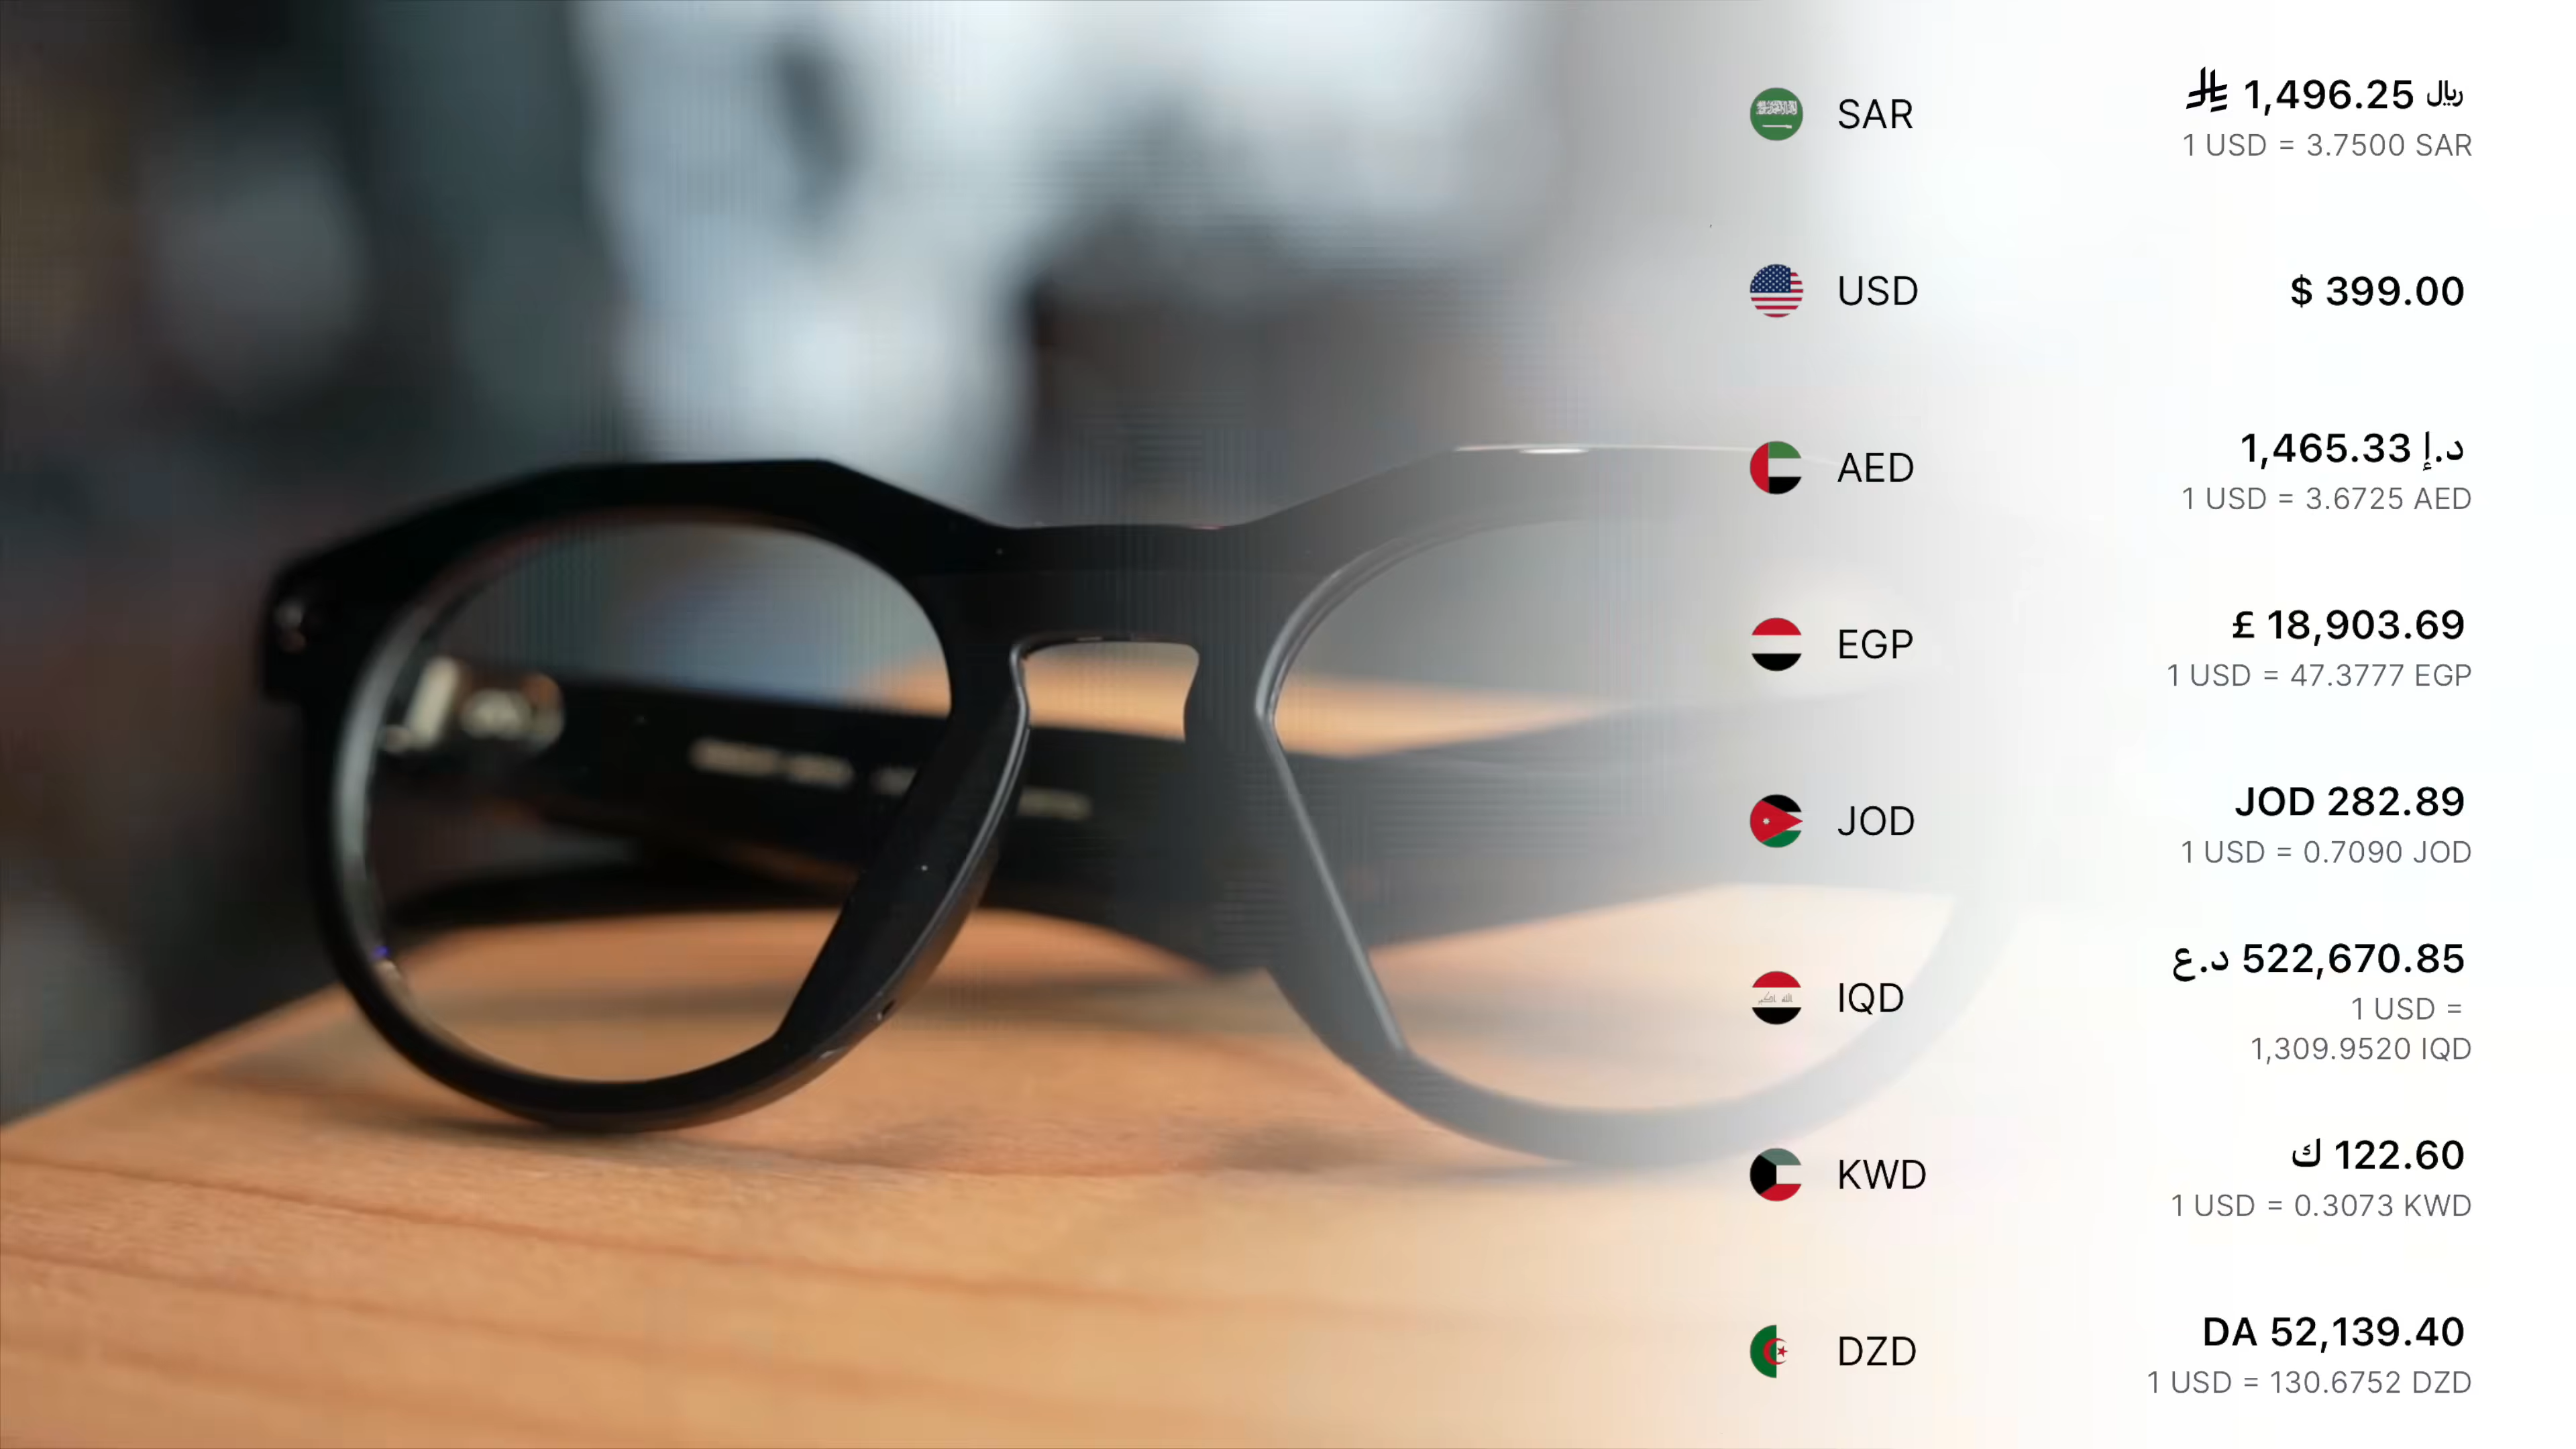 SAR
⃁ 1,496.25 ﷼
1 USD = 3.7500 SAR
USD
$ 399.00
AED
1,465.33 د.إ
1 USD = 3.6725 AED
EGP
£ 18,903.69
1 USD = 47.3777 EGP
JOD
JOD 282.89
1 USD = 0.7090 JOD
IQD
د.ع 522,670.85
1 USD =
1,309.9520 IQD
KWD
ك 122.60
1 USD = 0.3073 KWD
DZD
DA 52,139.40
1 USD = 130.6752 DZD